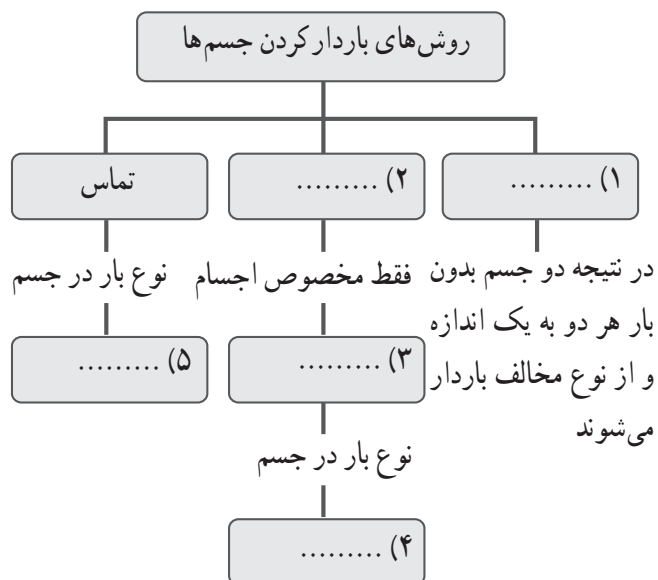 روش‌های باردار کردن جسم‌ها
۱) .........
۲) .........
تماس
در نتیجه دو جسم بدون
بار هر دو به یک اندازه
و از نوع مخالف باردار
می‌شوند
فقط مخصوص اجسام
۳) .........
نوع بار در جسم
۴) .........
نوع بار در جسم
۵) .........